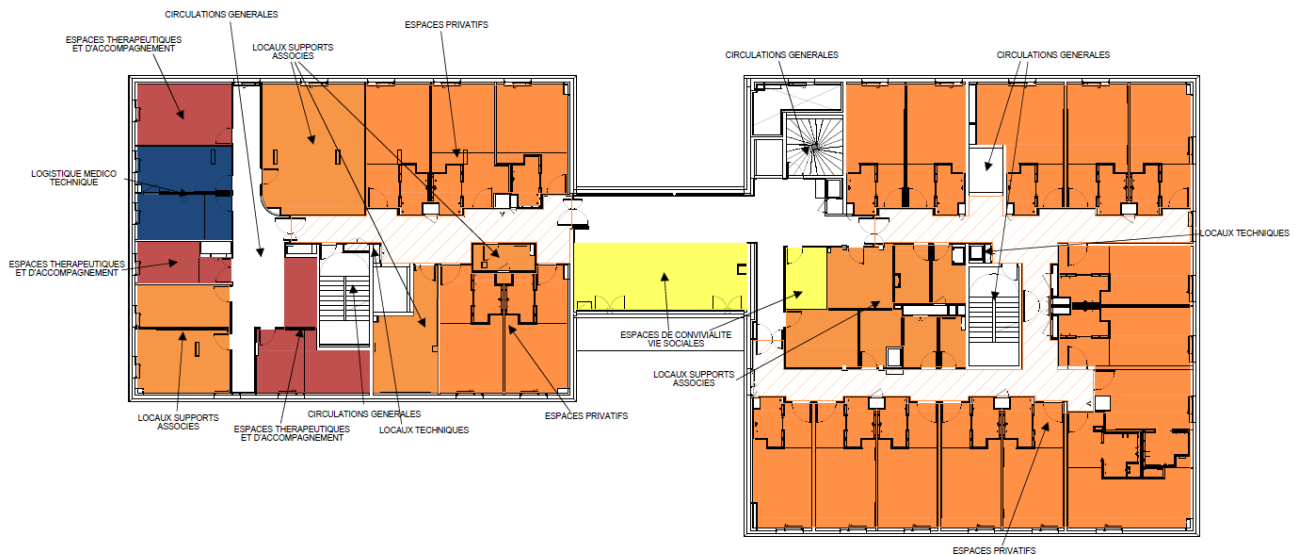 CIRCULATIONS GENERALES
ESPACES THERAPEUTIQUES
ET D'ACCOMPAGNEMENT
LOCAUX SUPPORTS
ASSOCIES
ESPACES PRIVATIFS
CIRCULATIONS GENERALES
CIRCULATIONS GENERALES
LOGISTIQUE MEDICO
TECHNIQUE
LOCAUX TECHNIQUES
ESPACES THERAPEUTIQUES
ET D'ACCOMPAGNEMENT
ESPACES DE CONVIVIALITE
VIE SOCIALES
LOCAUX SUPPORTS
ASSOCIES
LOCAUX SUPPORTS
ASSOCIES
CIRCULATIONS GENERALES
ESPACES PRIVATIFS
ESPACES THERAPEUTIQUES
ET D'ACCOMPAGNEMENT
LOCAUX TECHNIQUES
ESPACES PRIVATIFS